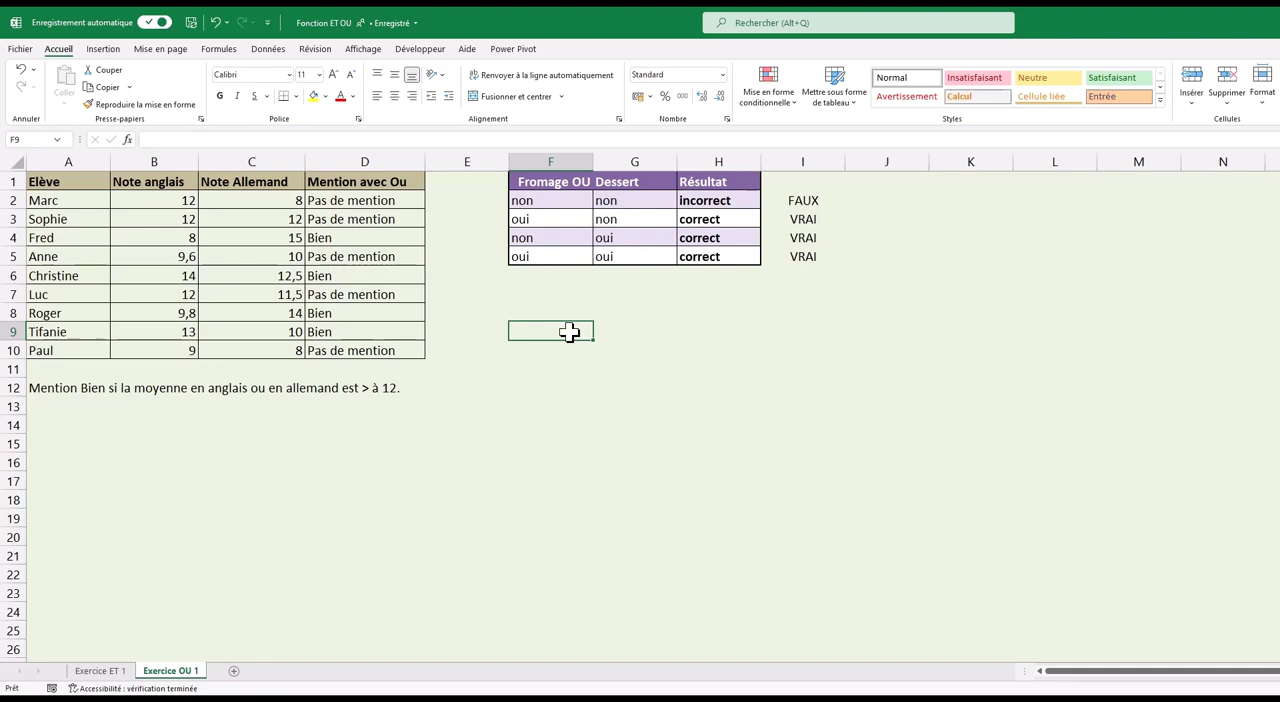 Enregistrement automatique Fonction ET OU • Enregistré Rechercher (Alt+Q)
Fichier Accueil Insertion Mise en page Formules Données Révision Affichage Développeur Aide Power Pivot
Coller Couper Calibri 11 Renvoyer à la ligne automatiquement Standard Mise en forme conditionnelle Mettre sous forme de tableau Normal Insatisfaisant Neutre Satisfaisant Insérer Supprimer Format
Copier G I S Fusionner et centrer % 000 Avertissement Calcul Cellule liée Entrée
Reproduire la mise en forme
Annuler Presse-papiers Police Alignement Nombre Styles Cellules
F9 fx
A B C D E F G H I J K L M N
1 Elève Note anglais Note Allemand Mention avec Ou Fromage OU Dessert Résultat
2 Marc 12 8 Pas de mention non non incorrect FAUX
3 Sophie 12 12 Pas de mention oui non correct VRAI
4 Fred 8 15 Bien non oui correct VRAI
5 Anne 9,6 10 Pas de mention oui oui correct VRAI
6 Christine 14 12,5 Bien
7 Luc 12 11,5 Pas de mention
8 Roger 9,8 14 Bien
9 Tifanie 13 10 Bien
10 Paul 9 8 Pas de mention
11
12 Mention Bien si la moyenne en anglais ou en allemand est > à 12.
13
14
15
16
17
18
19
20
21
22
23
24
25
26
Exercice ET 1 Exercice OU 1
Prêt Accessibilité : vérification terminée